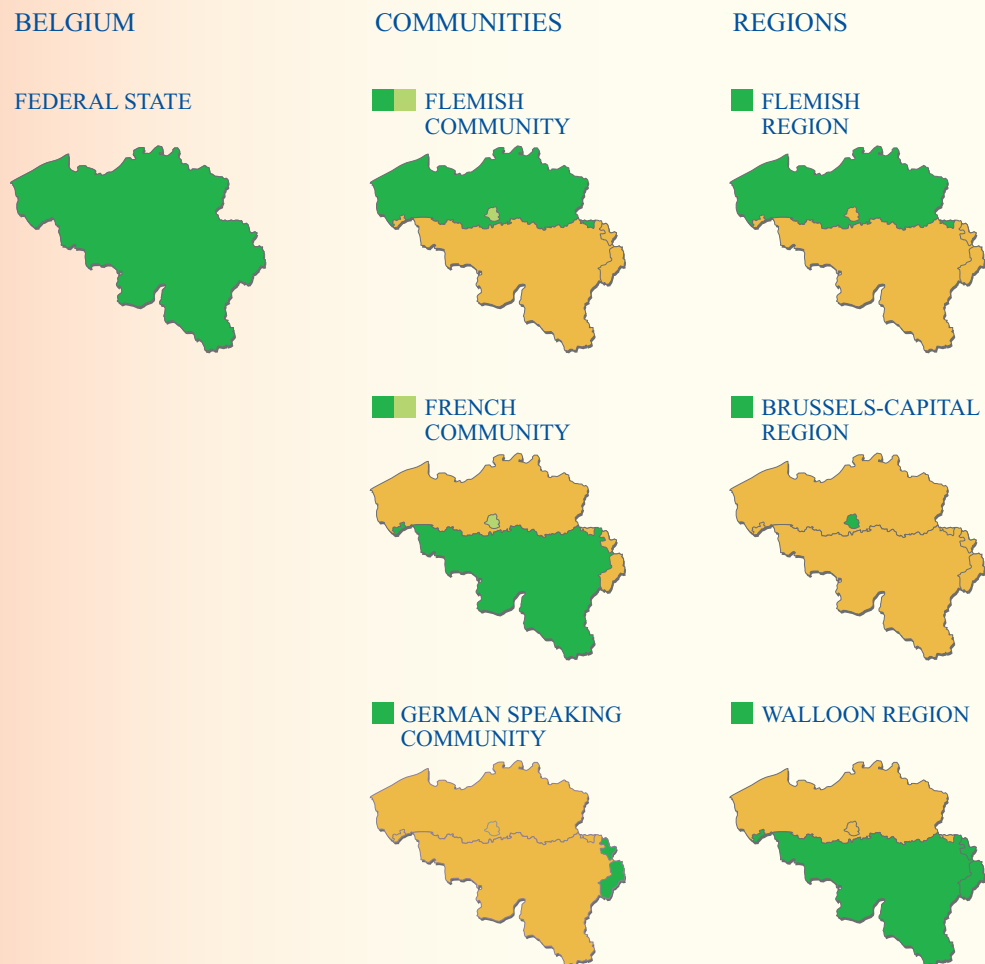 BELGIUM
COMMUNITIES
REGIONS
FEDERAL STATE
FLEMISH
COMMUNITY
FLEMISH
REGION
FRENCH
COMMUNITY
BRUSSELS-CAPITAL
REGION
GERMAN SPEAKING
COMMUNITY
WALLOON REGION